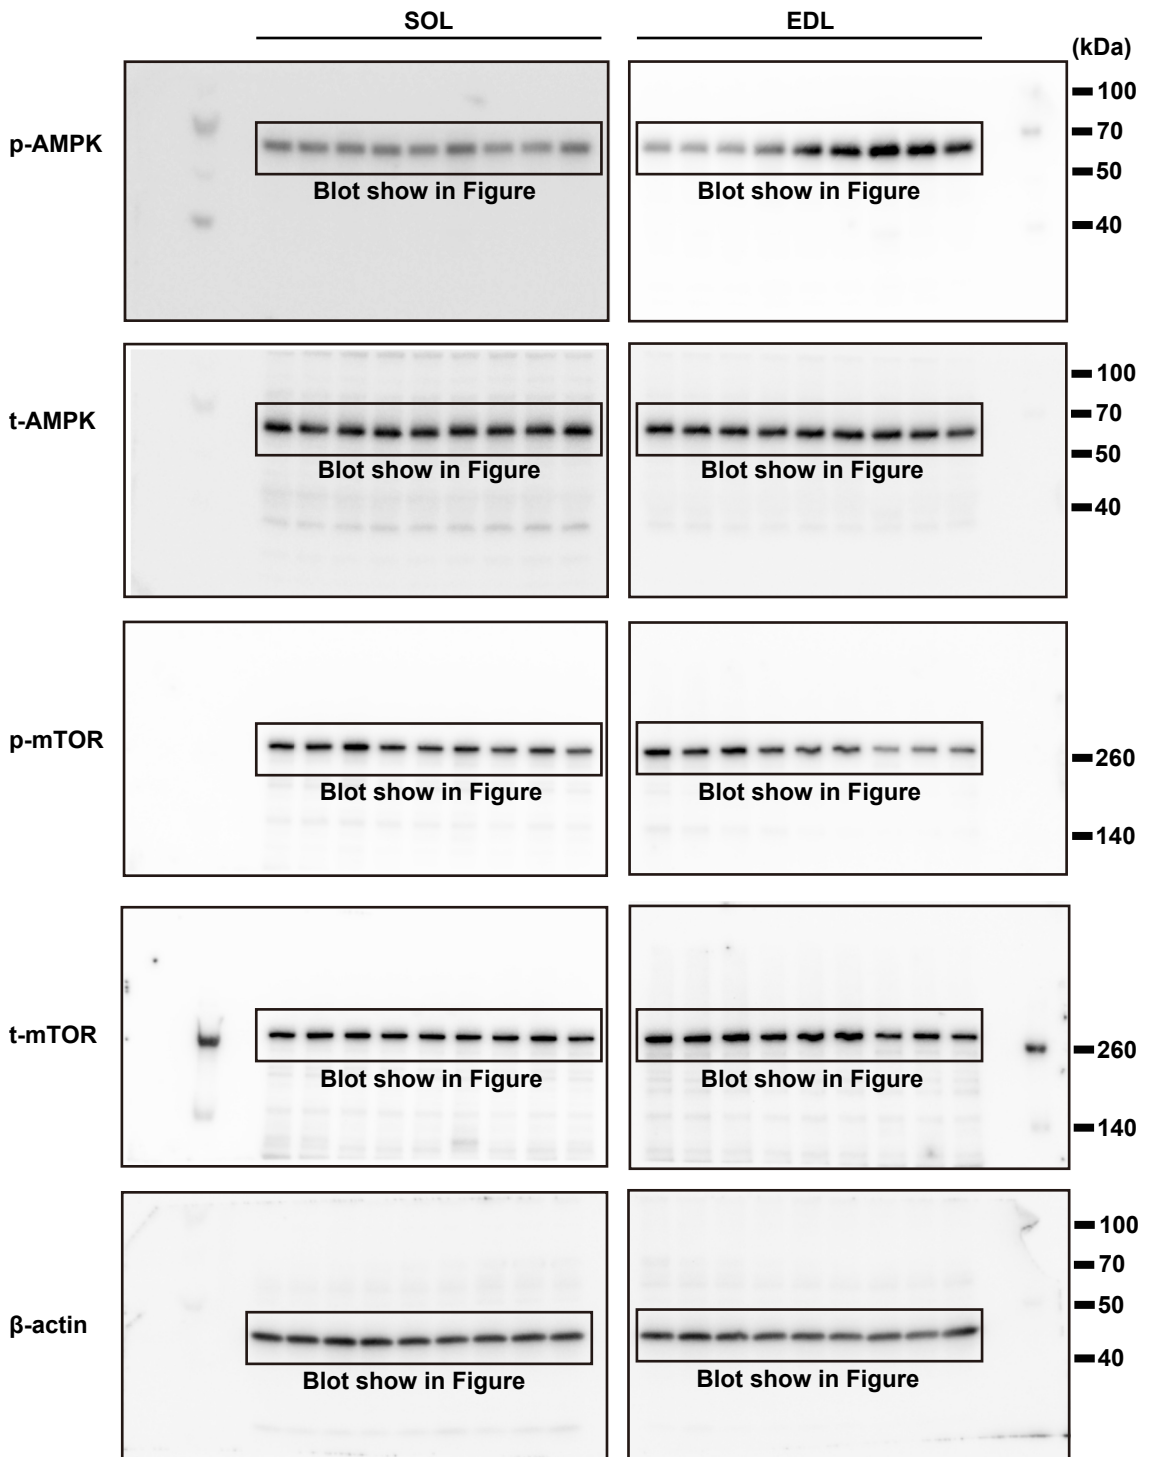 SOL
EDL
(kDa)
p-AMPK
Blot show in Figure
Blot show in Figure
100
70
50
40
t-AMPK
Blot show in Figure
Blot show in Figure
100
70
50
40
p-mTOR
Blot show in Figure
Blot show in Figure
260
140
t-mTOR
Blot show in Figure
Blot show in Figure
260
140
β-actin
Blot show in Figure
Blot show in Figure
100
70
50
40